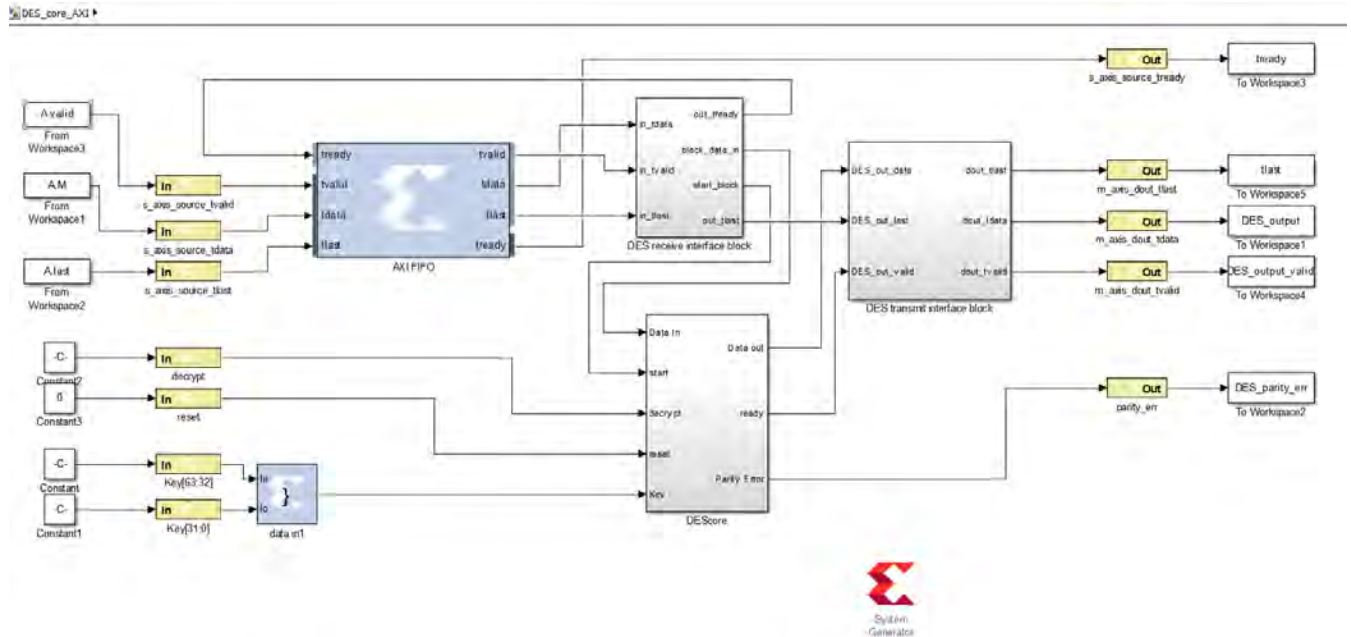 DES_core_AXI
Out
s_axis_source_tready
tready
To Workspace3
A.valid
From
Workspace3
In
s_axis_source_tvalid
A.M
From
Workspace1
In
s_axis_source_tdata
A.last
From
Workspace2
In
s_axis_source_tlast
tready
tvalid
tdata
tlast
tvalid
tdata
tlast
tready
AXI FIFO
in_tdata
in_tvalid
in_tlast
out_tready
block_data_in
start_block
out_tlast
DES receive interface block
DES_out_data
DES_out_last
DES_out_valid
dout_tlast
dout_tdata
dout_tvalid
DES transmit interface block
Out
m_axis_dout_tlast
tlast
To Workspace5
Out
m_axis_dout_tdata
DES_output
To Workspace1
Out
m_axis_dout_tvalid
DES_output_valid
To Workspace4
-C-
Constant2
In
decrypt
0
Constant3
In
reset
-C-
Constant
In
Key[63:32]
-C-
Constant1
In
Key[31:0]
}
data in1
Data In
start
decrypt
reset
Key
Data out
ready
Parity Error
DEScore
Out
parity_err
DES_parity_err
To Workspace2
System
Generator